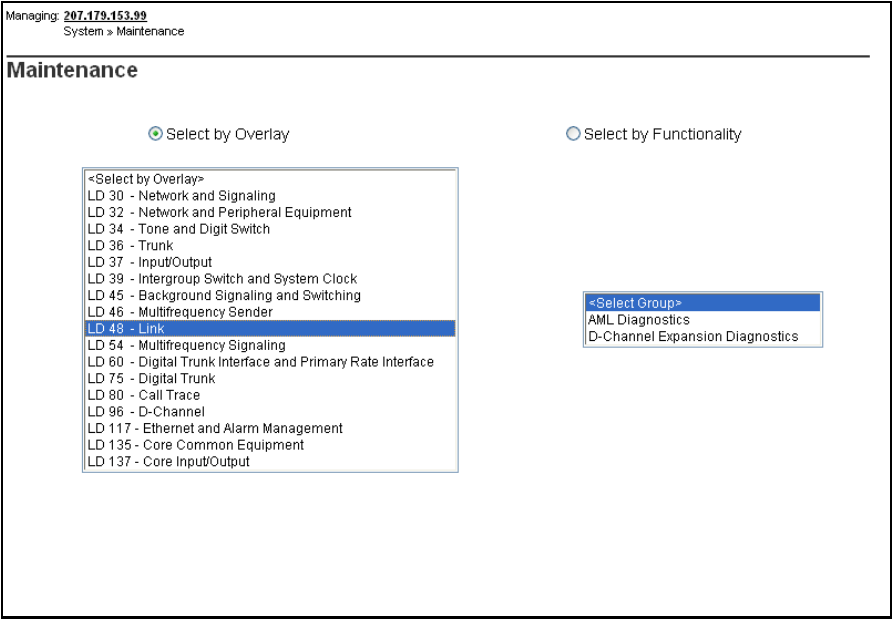 Managing: 207.179.153.99
System » Maintenance
Maintenance
Select by Overlay
Select by Functionality
<Select by Overlay>
LD 30 - Network and Signaling
LD 32 - Network and Peripheral Equipment
LD 34 - Tone and Digit Switch
LD 36 - Trunk
LD 37 - Input/Output
LD 39 - Intergroup Switch and System Clock
LD 45 - Background Signaling and Switching
LD 46 - Multifrequency Sender
LD 48 - Link
LD 54 - Multifrequency Signaling
LD 60 - Digital Trunk Interface and Primary Rate Interface
LD 75 - Digital Trunk
LD 80 - Call Trace
LD 96 - D-Channel
LD 117 - Ethernet and Alarm Management
LD 135 - Core Common Equipment
LD 137 - Core Input/Output
<Select Group>
AML Diagnostics
D-Channel Expansion Diagnostics